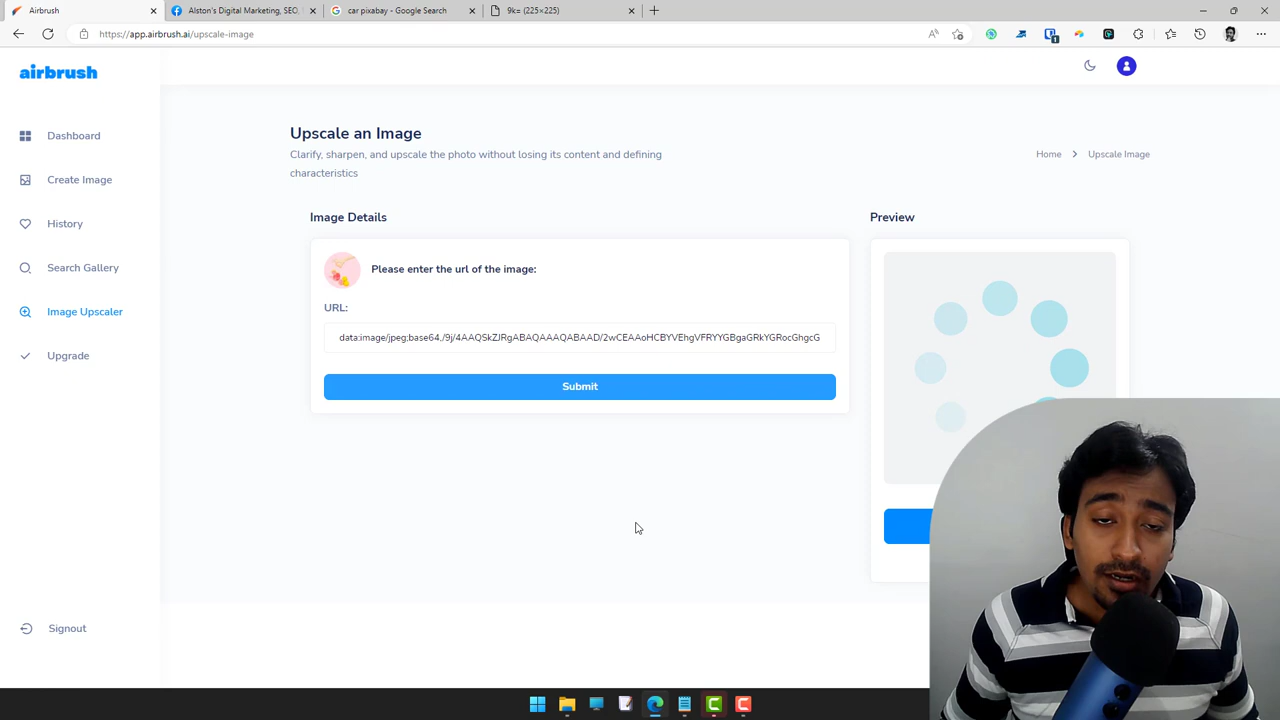 Airbrush
Alston's Digital Marketing, SEO,
car pixabay - Google Search
9k= (225×225)
https://app.airbrush.ai/upscale-image
1
airbrush
Dashboard
Create Image
History
Search Gallery
Image Upscaler
Upgrade
Signout
Upscale an Image
Clarify, sharpen, and upscale the photo without losing its content and defining
characteristics
Home
Upscale Image
Image Details
Please enter the url of the image:
URL:
data:image/jpeg;base64,/9j/4AAQSkZJRgABAQAAAQABAAD/2wCEAAoHCBYVEhgVFRYYGBgaGRkYGRocGhgcG
Submit
Preview